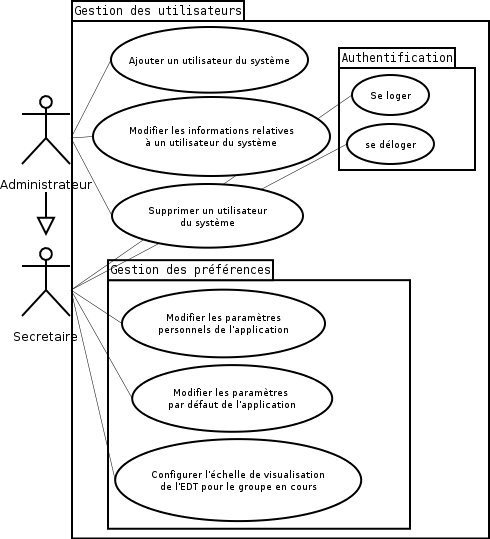 Gestion des utilisateurs
Ajouter un utilisateur du système
Authentification
Se loger
Modifier les informations relatives
à un utilisateur du système
se déloger
Administrateur
Supprimer un utilisateur
du système
Gestion des préférences
Modifier les paramètres
personnels de l'application
Secretaire
Modifier les paramètres
par défaut de l'application
Configurer l'échelle de visualisation
de l'EDT pour le groupe en cours